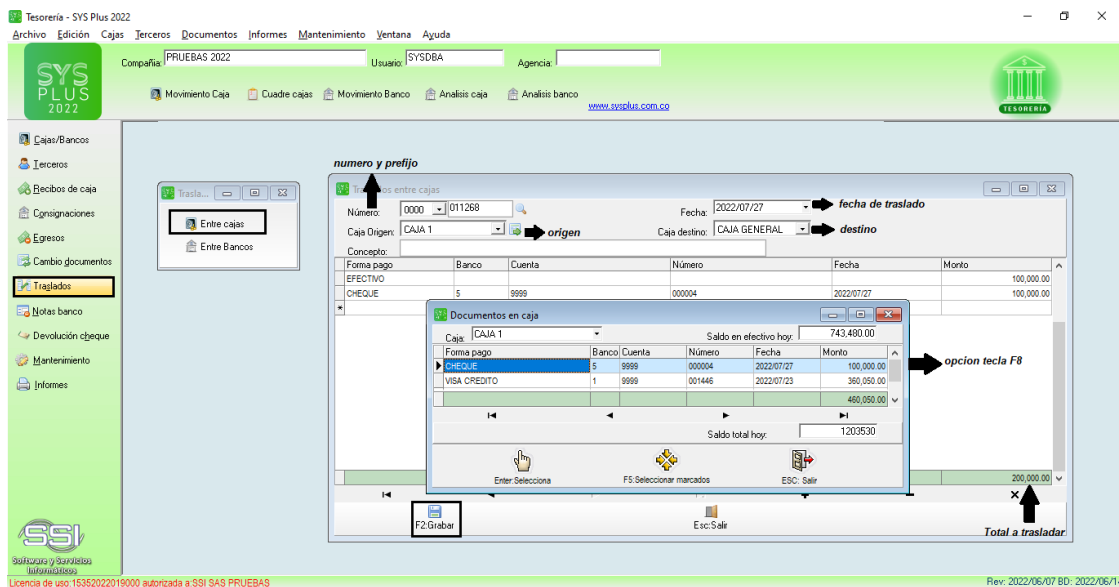 Tesorería - SYS Plus 2022
Archivo Edición Cajas Terceros Documentos Informes Mantenimiento Ventana Ayuda
SYS PLUS 2022
Compañia: PRUEBAS 2022 Usuario: SYSDBA Agencia:
Movimiento Caja Cuadre cajas Movimiento Banco Analisis caja Analisis banco
www.sysplus.com.co
TESORERIA
Cajas/Bancos
Terceros
Recibos de caja
Consignaciones
Egresos
Cambio documentos
Traslados
Notas banco
Devolución cheque
Mantenimiento
Informes
Trasla...
Entre cajas
Entre Bancos
numero y prefijo
entre cajas
Número: 0000 011268 Fecha: 2022/07/27 fecha de traslado
Caja Origen: CAJA 1 origen Caja destino: CAJA GENERAL destino
Concepto:
Forma pago Banco Cuenta Número Fecha Monto
EFECTIVO 100,000.00
CHEQUE 5 9999 000004 2022/07/27 100,000.00
*
Documentos en caja
Caja: CAJA 1 Saldo en efectivo hoy: 743,480.00
Forma pago Banco Cuenta Número Fecha Monto
CHEQUE 5 9999 000004 2022/07/27 100,000.00
VISA CREDITO 1 9999 001446 2022/07/23 360,050.00
460,050.00
Saldo total hoy: 1203530
Enter:Selecciona F5:Seleccionar marcados ESC: Salir
opcion tecla F8
200,000.00
F2:Grabar Esc:Salir
Total a trasladar
SSI
Software y Servicios
Informáticos
Licencia de uso:15352022019000 autorizada a:SSI SAS PRUEBAS
Rev: 2022/06/07 BD: 2022/06/1